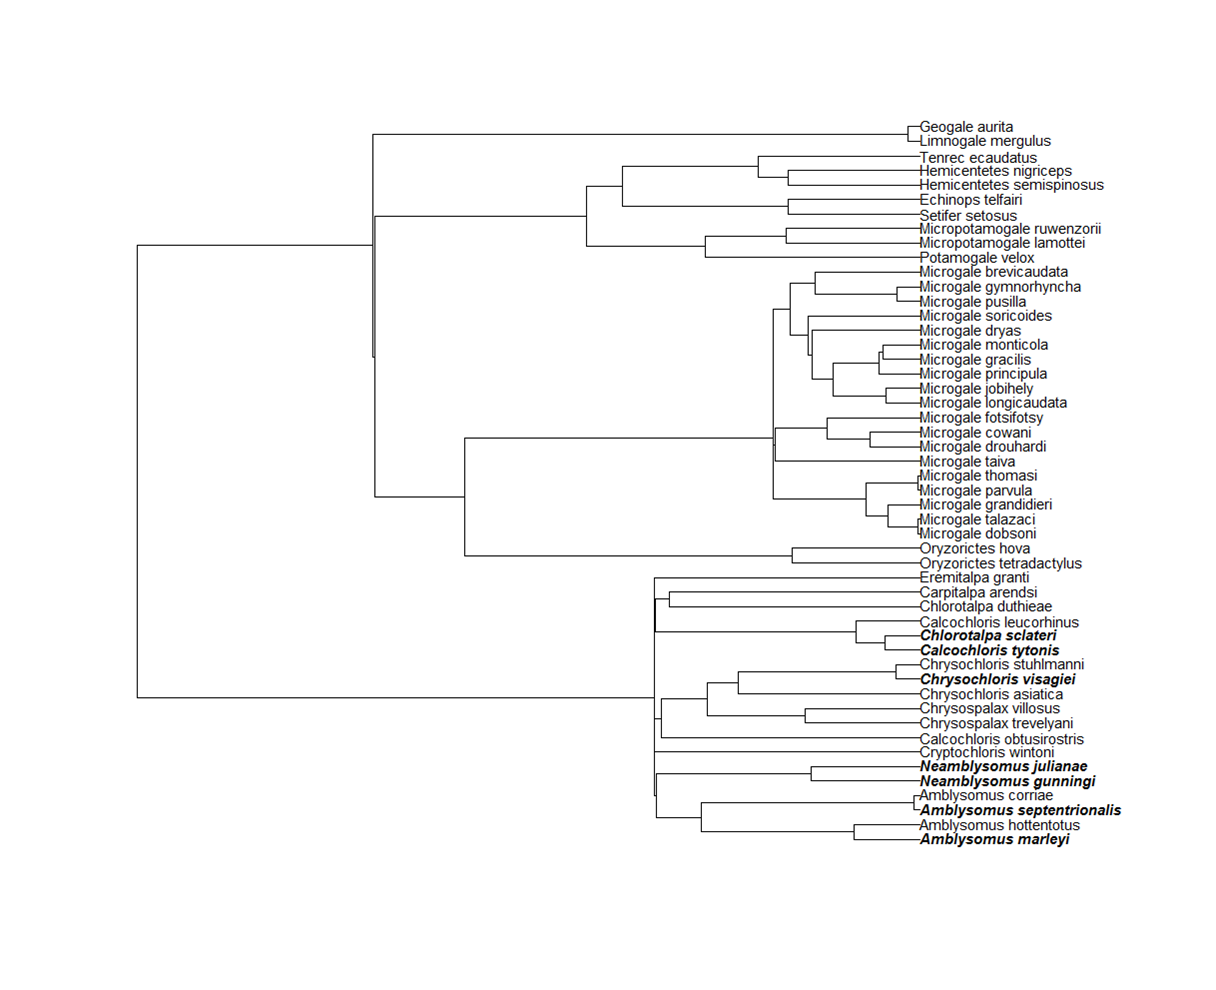 Geogale aurita
Limnogale mergulus
Tenrec ecaudatus
Hemicentetes nigriceps
Hemicentetes semispinosus
Echinops telfairi
Setifer setosus
Micropotamogale ruwenzorii
Micropotamogale lamottei
Potamogale velox
Microgale brevicaudata
Microgale gymnorhyncha
Microgale pusilla
Microgale soricoides
Microgale dryas
Microgale monticola
Microgale gracilis
Microgale principula
Microgale jobihely
Microgale longicaudata
Microgale fotsifotsy
Microgale cowani
Microgale drouhardi
Microgale taiva
Microgale thomasi
Microgale parvula
Microgale grandidieri
Microgale talazaci
Microgale dobsoni
Oryzorictes hova
Oryzorictes tetradactylus
Eremitalpa granti
Carpitalpa arendsi
Chlorotalpa duthieae
Calcochloris leucorhinus
Chlorotalpa sclateri
Calcochloris tytonis
Chrysochloris stuhlmanni
Chrysochloris visagiei
Chrysochloris asiatica
Chrysospalax villosus
Chrysospalax trevelyani
Calcochloris obtusirostris
Cryptochloris wintoni
Neamblysomus julianae
Neamblysomus gunningi
Amblysomus corriae
Amblysomus septentrionalis
Amblysomus hottentotus
Amblysomus marleyi